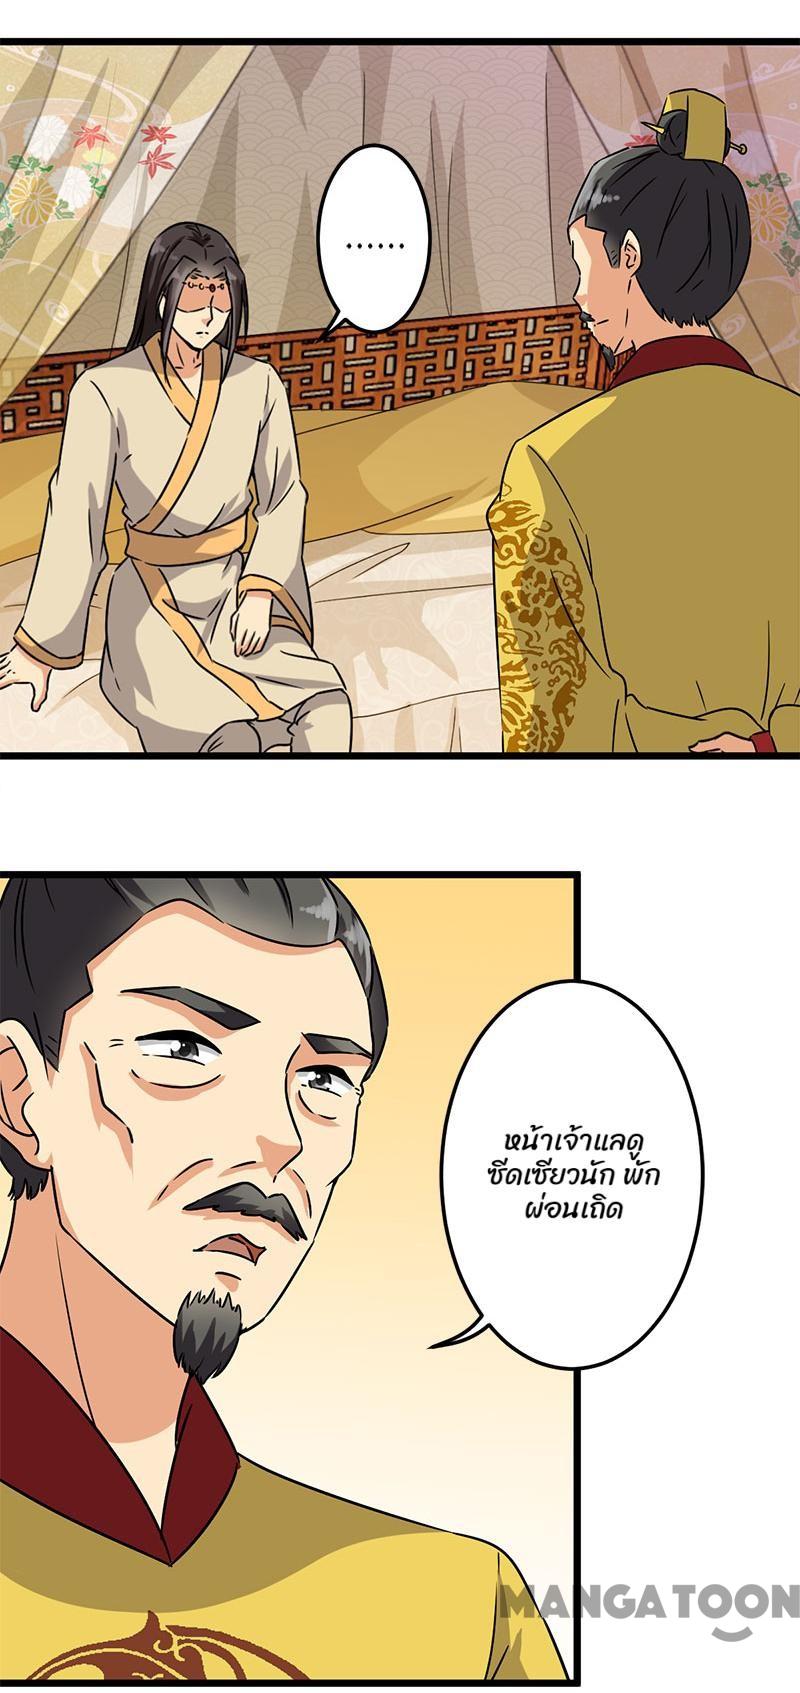 ......
หน้าเจ้าแลดู
ซีดเซียวนัก พัก
ผ่อนเถิด
MANGATOON